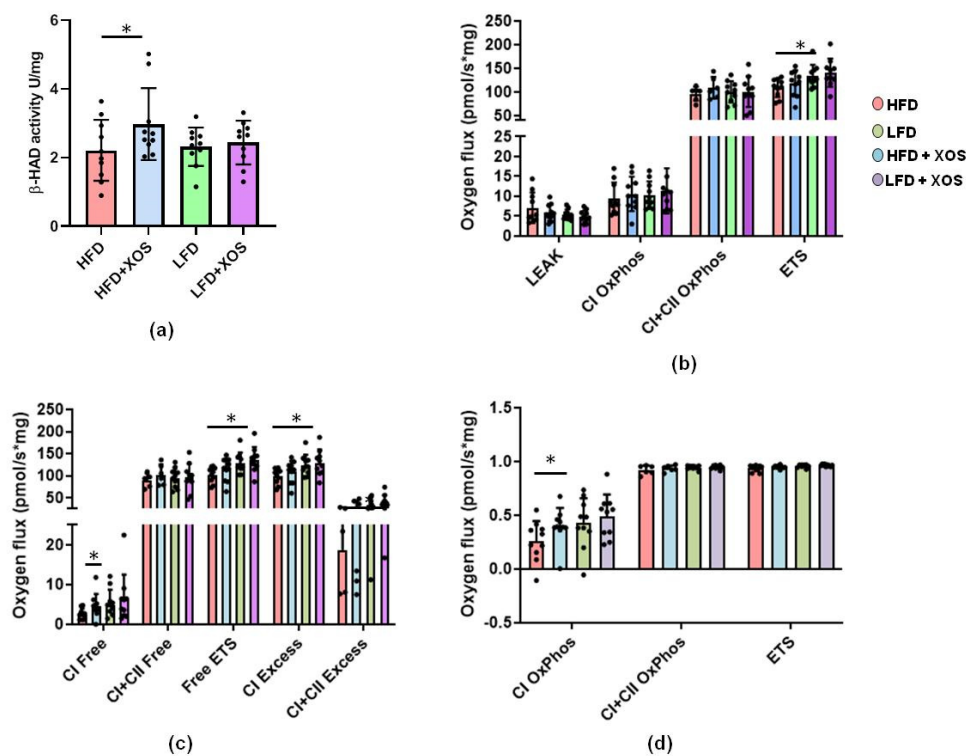 *
β-HAD activity U/mg
6
4
2
0
HFD
HFD+XOS
LFD
LFD+XOS
(a)
*
Oxygen flux (pmol/s*mg)
250
200
150
100
50
25
20
15
10
5
0
LEAK
CI OxPhos
CI+CII OxPhos
ETS
(b)
HFD
LFD
HFD + XOS
LFD + XOS
*
*
*
Oxygen flux (pmol/s*mg)
250
200
150
100
50
20
10
0
CI Free
CI+CII Free
Free ETS
CI Excess
CI+CII Excess
(c)
*
Oxygen flux (pmol/s*mg)
1.5
1.0
0.5
0.0
-0.5
CI OxPhos
CI+CII OxPhos
ETS
(d)